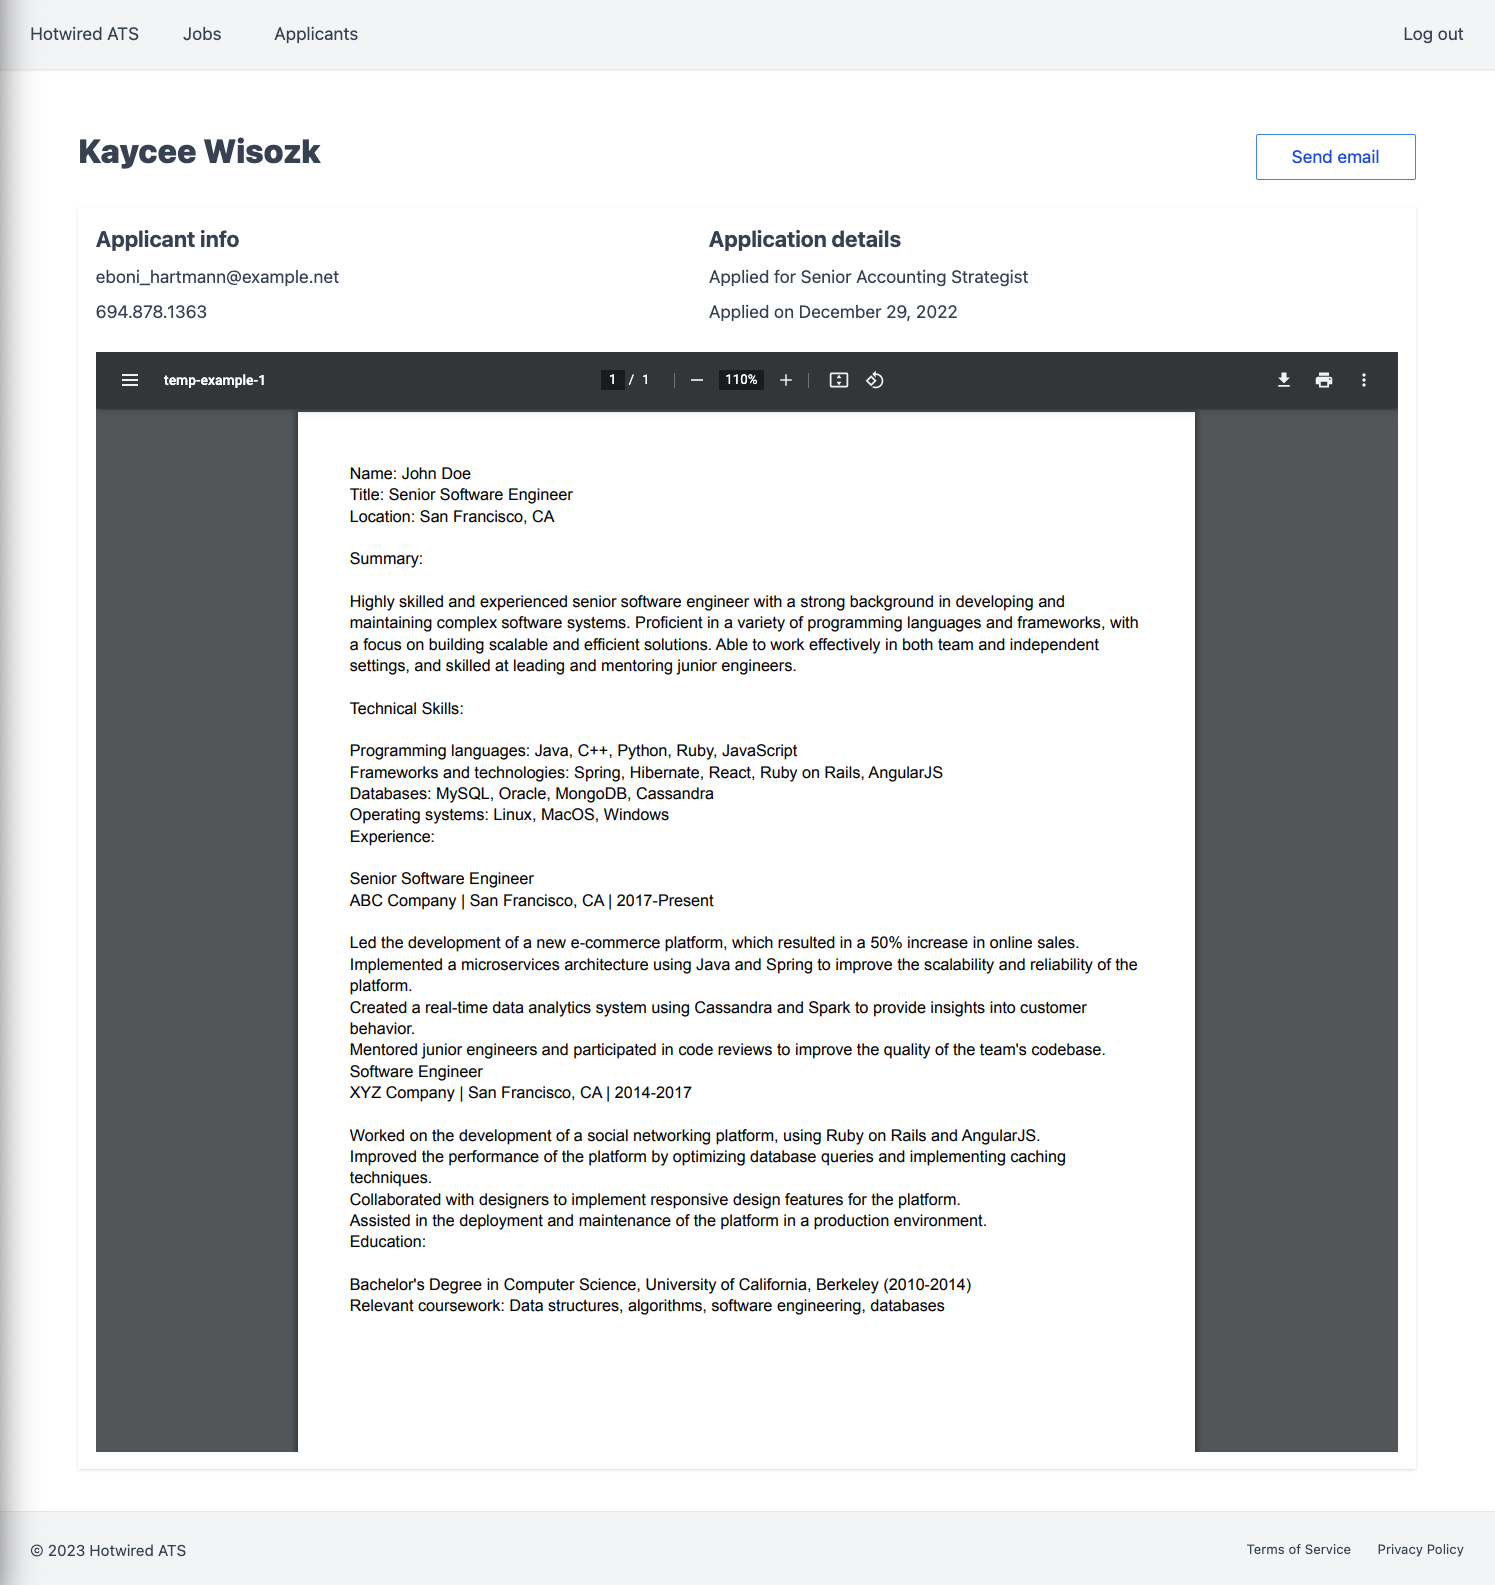 Hotwired ATS Jobs Applicants Log out
Kaycee Wisozk
Send email
Applicant info
eboni_hartmann@example.net
694.878.1363
Application details
Applied for Senior Accounting Strategist
Applied on December 29, 2022
temp-example-1 1 / 1 110%
Name: John Doe
Title: Senior Software Engineer
Location: San Francisco, CA
Summary:
Highly skilled and experienced senior software engineer with a strong background in developing and
maintaining complex software systems. Proficient in a variety of programming languages and frameworks, with
a focus on building scalable and efficient solutions. Able to work effectively in both team and independent
settings, and skilled at leading and mentoring junior engineers.
Technical Skills:
Programming languages: Java, C++, Python, Ruby, JavaScript
Frameworks and technologies: Spring, Hibernate, React, Ruby on Rails, AngularJS
Databases: MySQL, Oracle, MongoDB, Cassandra
Operating systems: Linux, MacOS, Windows
Experience:
Senior Software Engineer
ABC Company | San Francisco, CA | 2017-Present
Led the development of a new e-commerce platform, which resulted in a 50% increase in online sales.
Implemented a microservices architecture using Java and Spring to improve the scalability and reliability of the
platform.
Created a real-time data analytics system using Cassandra and Spark to provide insights into customer
behavior.
Mentored junior engineers and participated in code reviews to improve the quality of the team's codebase.
Software Engineer
XYZ Company | San Francisco, CA | 2014-2017
Worked on the development of a social networking platform, using Ruby on Rails and AngularJS.
Improved the performance of the platform by optimizing database queries and implementing caching
techniques.
Collaborated with designers to implement responsive design features for the platform.
Assisted in the deployment and maintenance of the platform in a production environment.
Education:
Bachelor's Degree in Computer Science, University of California, Berkeley (2010-2014)
Relevant coursework: Data structures, algorithms, software engineering, databases
© 2023 Hotwired ATS Terms of Service Privacy Policy